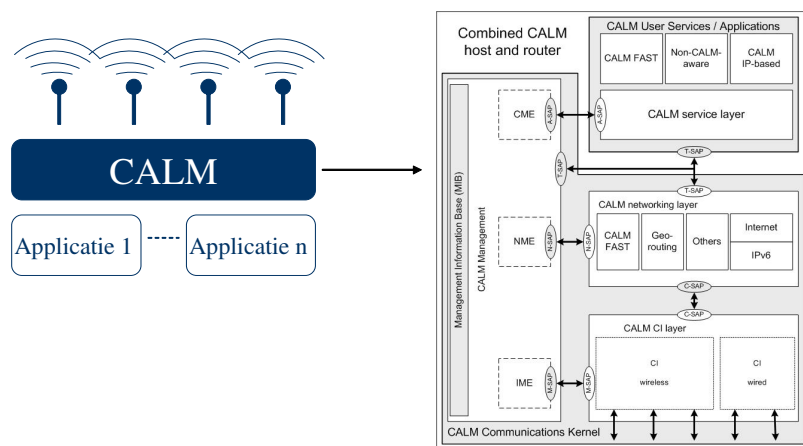 CALM
Applicatie 1
Applicatie n
Combined CALM
host and router
CALM User Services / Applications
CALM FAST
Non-CALM-
aware
CALM
IP-based
CALM service layer
CME
A-SAP
A-SAP
T-SAP
T-SAP
T-SAP
Management Information Base (MIB)
CALM Management
CALM networking layer
NME
N-SAP
N-SAP
CALM
FAST
Geo-
routing
Others
Internet
IPv6
C-SAP
C-SAP
CALM CI layer
IME
M-SAP
M-SAP
CI
wireless
CI
wired
CALM Communications Kernel